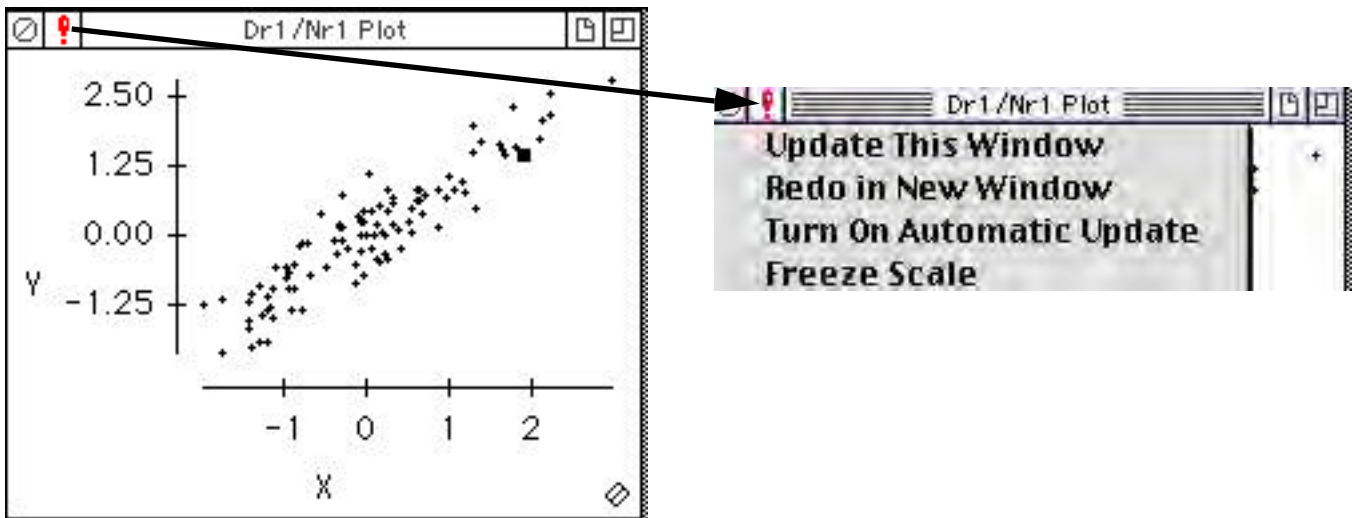 Dr1/Nr1 Plot
2.50
1.25
0.00
Y
-1.25
-1 0 1 2
X
Dr1/Nr1 Plot
Update This Window
Redo in New Window
Turn On Automatic Update
Freeze Scale